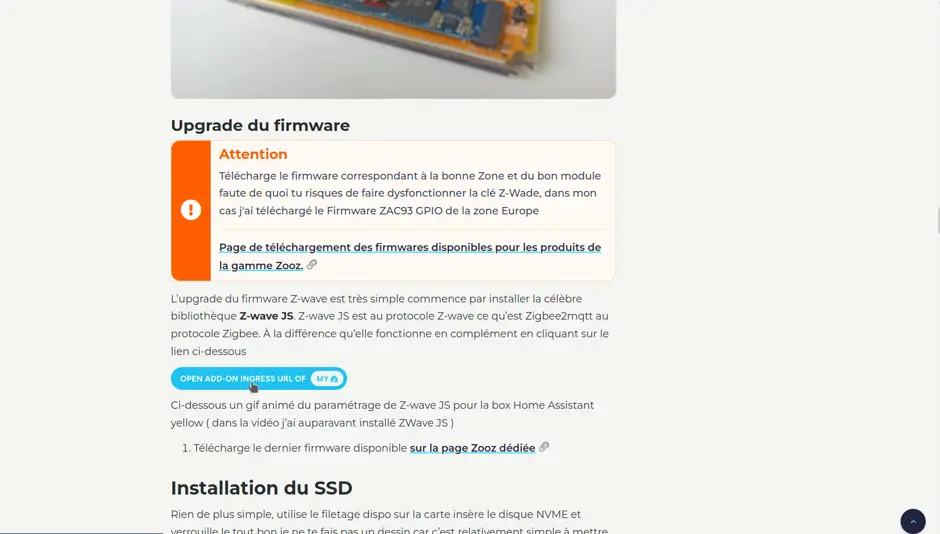 Upgrade du firmware
Attention
Télécharge le firmware correspondant à la bonne Zone et du bon module
faute de quoi tu risques de faire dysfonctionner la clé Z-Wade, dans mon
cas j'ai téléchargé le Firmware ZAC93 GPIO de la zone Europe
Page de téléchargement des firmwares disponibles pour les produits de
la gamme Zooz.
L'upgrade du firmware Z-wave est très simple commence par installer la célèbre
bibliothèque Z-wave JS. Z-wave JS est au protocole Z-wave ce qu'est Zigbee2mqtt au
protocole Zigbee. À la différence qu'elle fonctionne en complément en cliquant sur le
lien ci-dessous
OPEN ADD-ON INGRESS URL OF MY
Ci-dessous un gif animé du paramétrage de Z-wave JS pour la box Home Assistant
yellow ( dans la vidéo j'ai auparavant installé ZWave JS )
1. Télécharge le dernier firmware disponible sur la page Zooz dédiée
Installation du SSD
Rien de plus simple, utilise le filetage dispo sur la carte insère le disque NVME et
verrouille le tout bon je ne te fais pas un dessin car c'est relativement simple à mettre